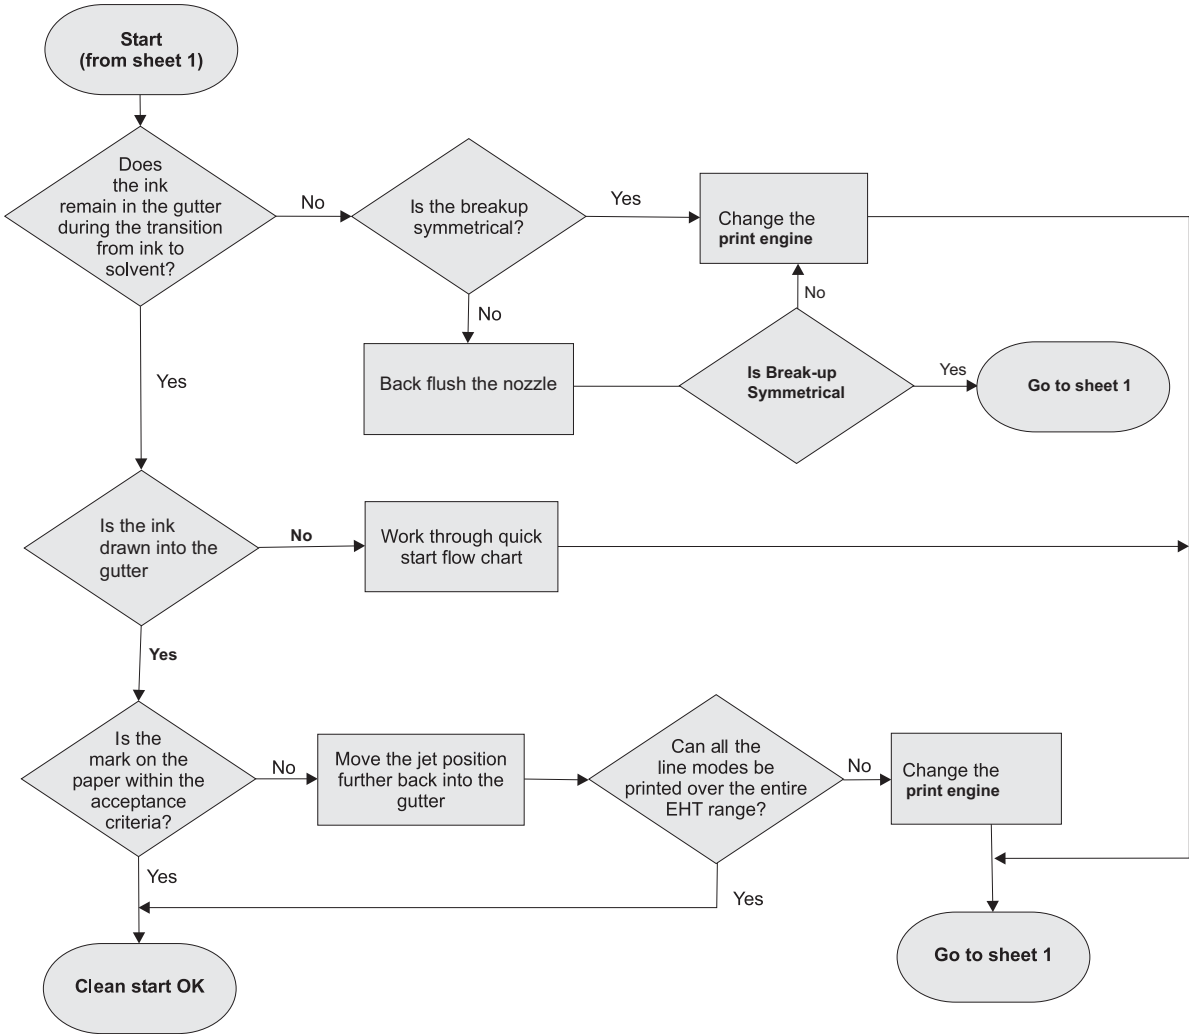 Start
(from sheet 1)
Does
the ink
remain in the gutter
during the transition
from ink to
solvent?
No
Is the breakup
symmetrical?
Yes
Change the
print engine
No
No
Yes
Back flush the nozzle
Is Break-up
Symmetrical
Yes
Go to sheet 1
Is the ink
drawn into the
gutter
No
Work through quick
start flow chart
Yes
Is the
mark on the
paper within the
acceptance
criteria?
No
Move the jet position
further back into the
gutter
Can all the
line modes be
printed over the entire
EHT range?
No
Change the
print engine
Yes
Yes
Go to sheet 1
Clean start OK